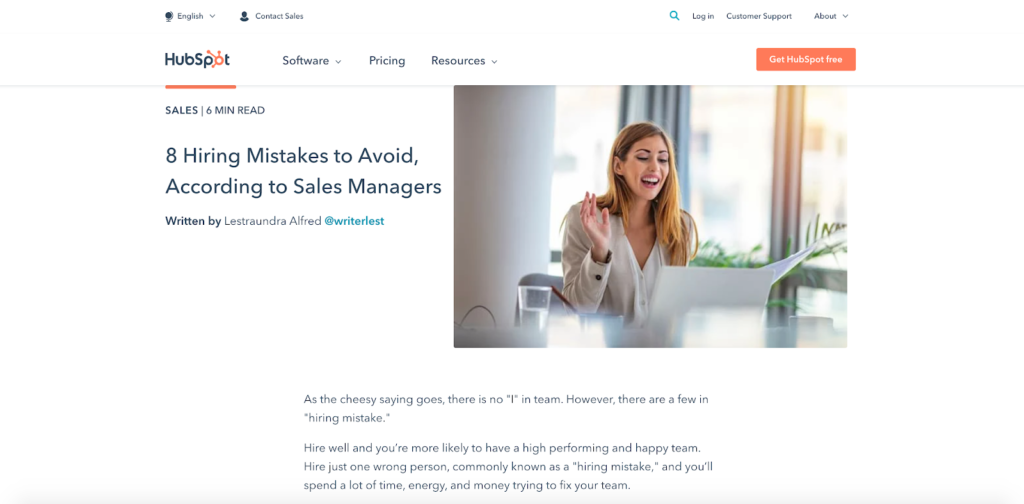 English
Contact Sales
Log in
Customer Support
About
HubSpot
Software
Pricing
Resources
Get HubSpot free
SALES | 6 MIN READ
8 Hiring Mistakes to Avoid,
According to Sales Managers
Written by Lestraundra Alfred @writerlest
As the cheesy saying goes, there is no "I" in team. However, there are a few in
"hiring mistake."
Hire well and you’re more likely to have a high performing and happy team.
Hire just one wrong person, commonly known as a "hiring mistake," and you’ll
spend a lot of time, energy, and money trying to fix your team.